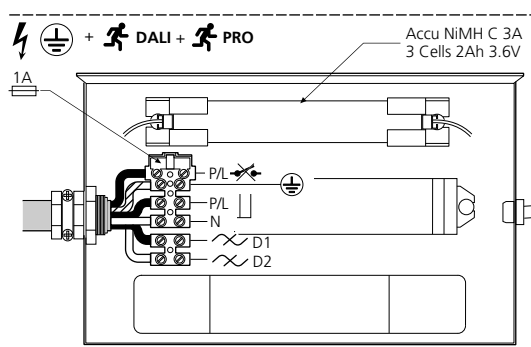 + DALI + PRO
Accu NiMH C 3A
3 Cells 2Ah 3.6V
1A
P/L
P/L
N
D1
D2